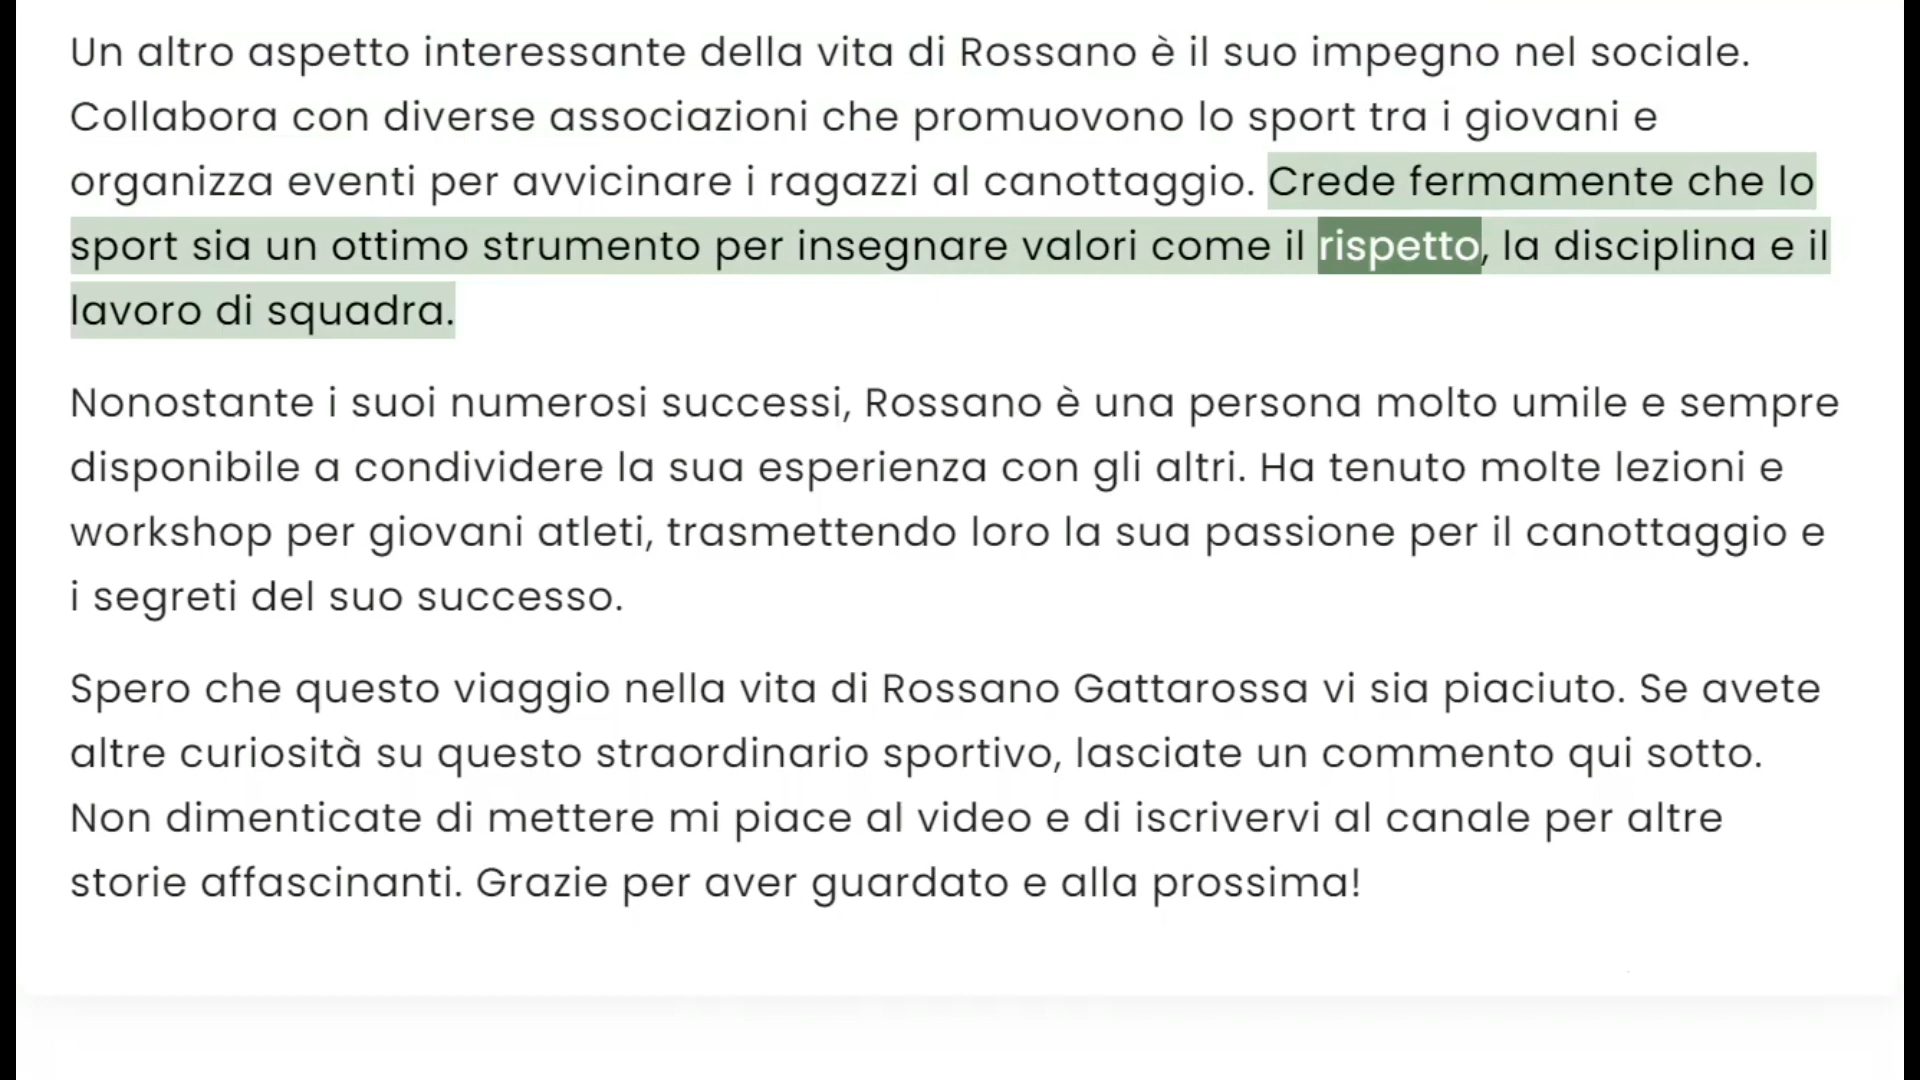 Un altro aspetto interessante della vita di Rossano è il suo impegno nel sociale.
Collabora con diverse associazioni che promuovono lo sport tra i giovani e
organizza eventi per avvicinare i ragazzi al canottaggio. Crede fermamente che lo
sport sia un ottimo strumento per insegnare valori come il rispetto, la disciplina e il
lavoro di squadra.
Nonostante i suoi numerosi successi, Rossano è una persona molto umile e sempre
disponibile a condividere la sua esperienza con gli altri. Ha tenuto molte lezioni e
workshop per giovani atleti, trasmettendo loro la sua passione per il canottaggio e
i segreti del suo successo.
Spero che questo viaggio nella vita di Rossano Gattarossa vi sia piaciuto. Se avete
altre curiosità su questo straordinario sportivo, lasciate un commento qui sotto.
Non dimenticate di mettere mi piace al video e di iscrivervi al canale per altre
storie affascinanti. Grazie per aver guardato e alla prossima!